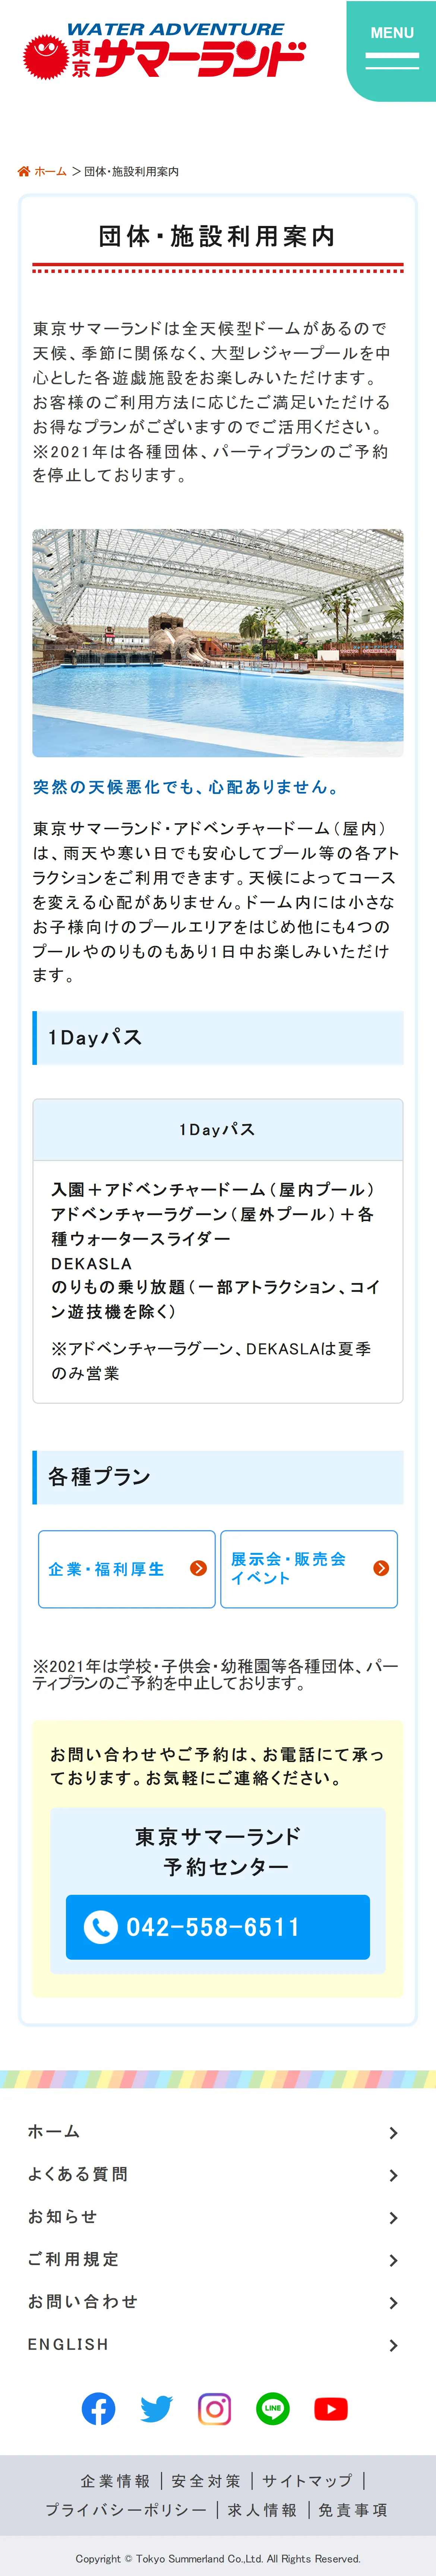 WATER ADVENTURE
東京サマーランド
MENU
ホーム > 団体・施設利用案内
団体・施設利用案内
東京サマーランドは全天候型ドームがあるので
天候、季節に関係なく、大型レジャープールを中
心とした各遊戯施設をお楽しみいただけます。
お客様のご利用方法に応じたご満足いただける
お得なプランがございますのでご活用ください。
※2021年は各種団体、パーティプランのご予約
を停止しております。
突然の天候悪化でも、心配ありません。
東京サマーランド・アドベンチャードーム（屋内）
は、雨天や寒い日でも安心してプール等の各アト
ラクションをご利用できます。天候によってコース
を変える心配がありません。ドーム内には小さな
お子様向けのプールエリアをはじめ他にも4つの
プールやのりものもあり1日中お楽しみいただけ
ます。
1Dayパス
1Dayパス
入園＋アドベンチャードーム（屋内プール）
アドベンチャーラグーン（屋外プール）＋各
種ウォータースライダー
DEKASLA
のりもの乗り放題（一部アトラクション、コイ
ン遊技機を除く）
※アドベンチャーラグーン、DEKASLAは夏季
のみ営業
各種プラン
企業・福利厚生
展示会・販売会
イベント
※2021年は学校・子供会・幼稚園等各種団体、パー
ティプランのご予約を中止しております。
お問い合わせやご予約は、お電話にて承っ
ております。お気軽にご連絡ください。
東京サマーランド
予約センター
042-558-6511
ホーム
よくある質問
お知らせ
ご利用規定
お問い合わせ
ENGLISH
LINE
企業情報 | 安全対策 | サイトマップ |
プライバシーポリシー | 求人情報 | 免責事項
Copyright © Tokyo Summerland Co.,Ltd. All Rights Reserved.